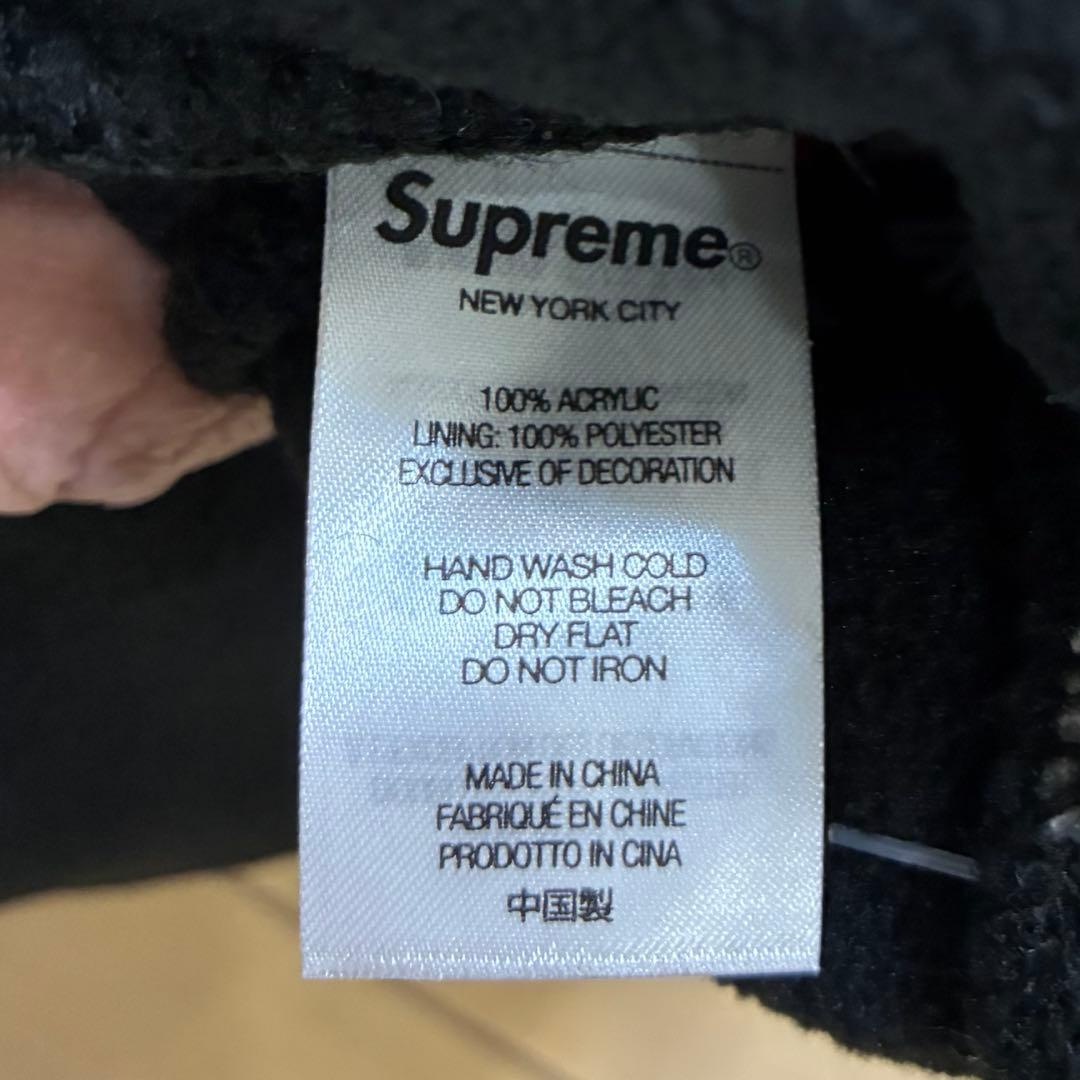 Supreme®
NEW YORK CITY
100% ACRYLIC
LINING: 100% POLYESTER
EXCLUSIVE OF DECORATION
HAND WASH COLD
DO NOT BLEACH
DRY FLAT
DO NOT IRON
MADE IN CHINA
FABRIQUÉ EN CHINE
PRODOTTO IN CINA
中国製